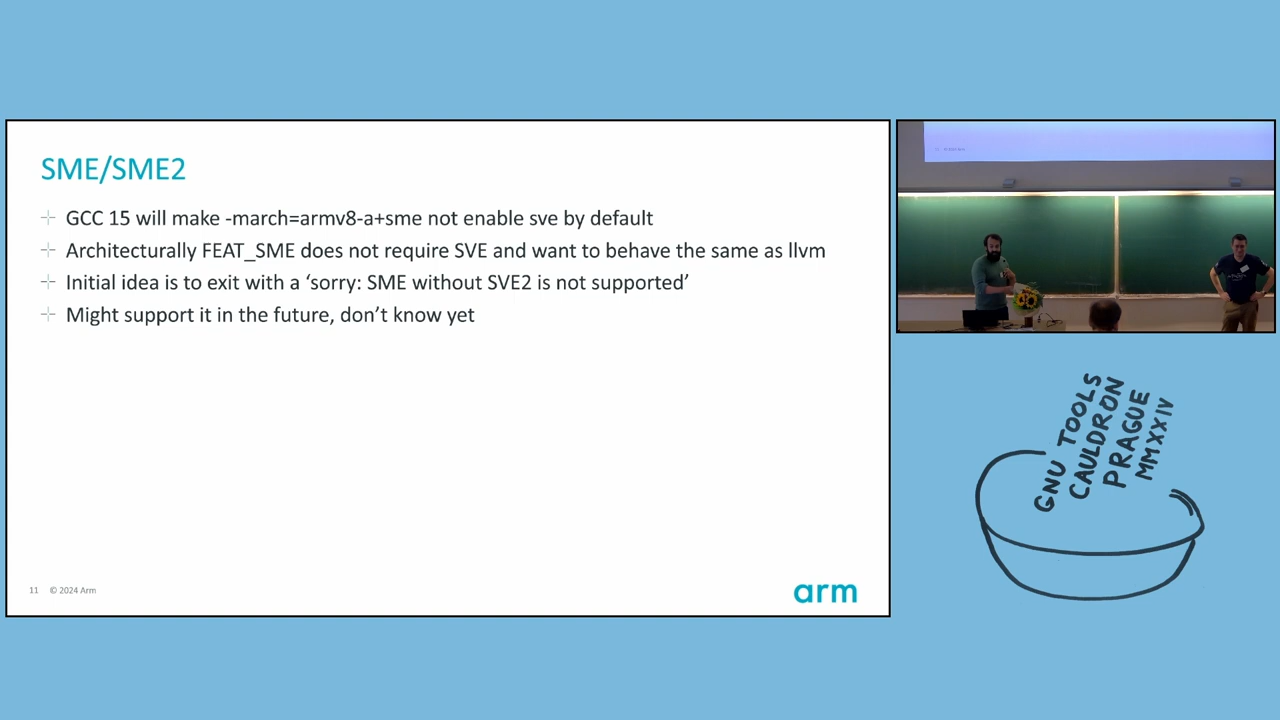 SME/SME2
GCC 15 will make -march=armv8-a+sme not enable sve by default
Architecturally FEAT_SME does not require SVE and want to behave the same as llvm
Initial idea is to exit with a ‘sorry: SME without SVE2 is not supported’
Might support it in the future, don’t know yet
11 © 2024 Arm
arm
GNU TOOLS
CAULDRON
PRAGUE
MMXXIV